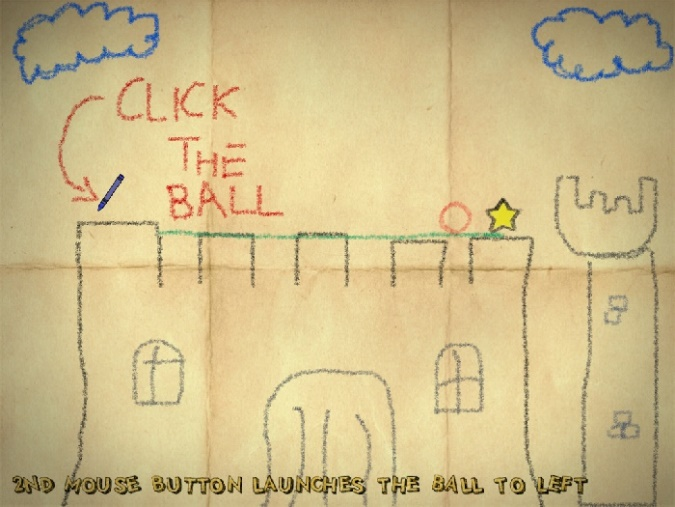 CLICK
THE
BALL
2ND MOUSE BUTTON LAUNCHES THE BALL TO LEFT